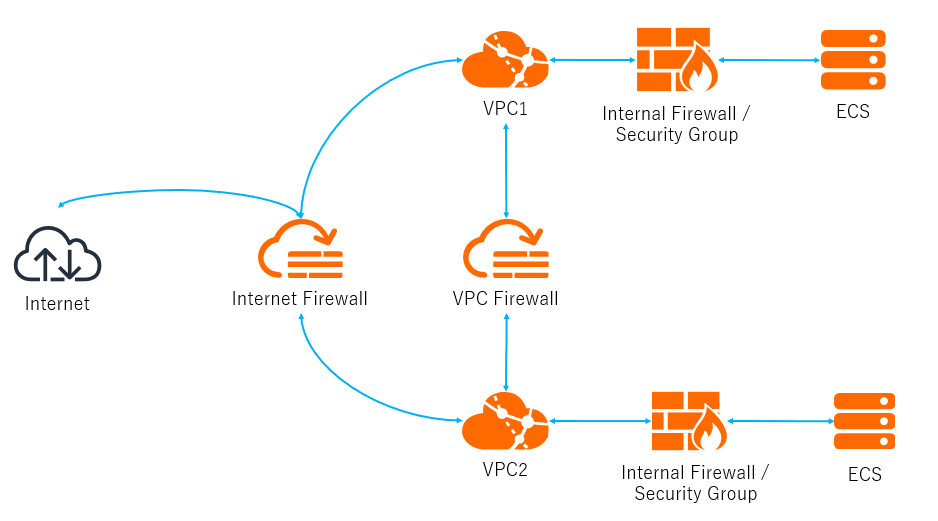 VPC1
Internal Firewall /
Security Group
ECS
Internet
Internet Firewall
VPC Firewall
VPC2
Internal Firewall /
Security Group
ECS